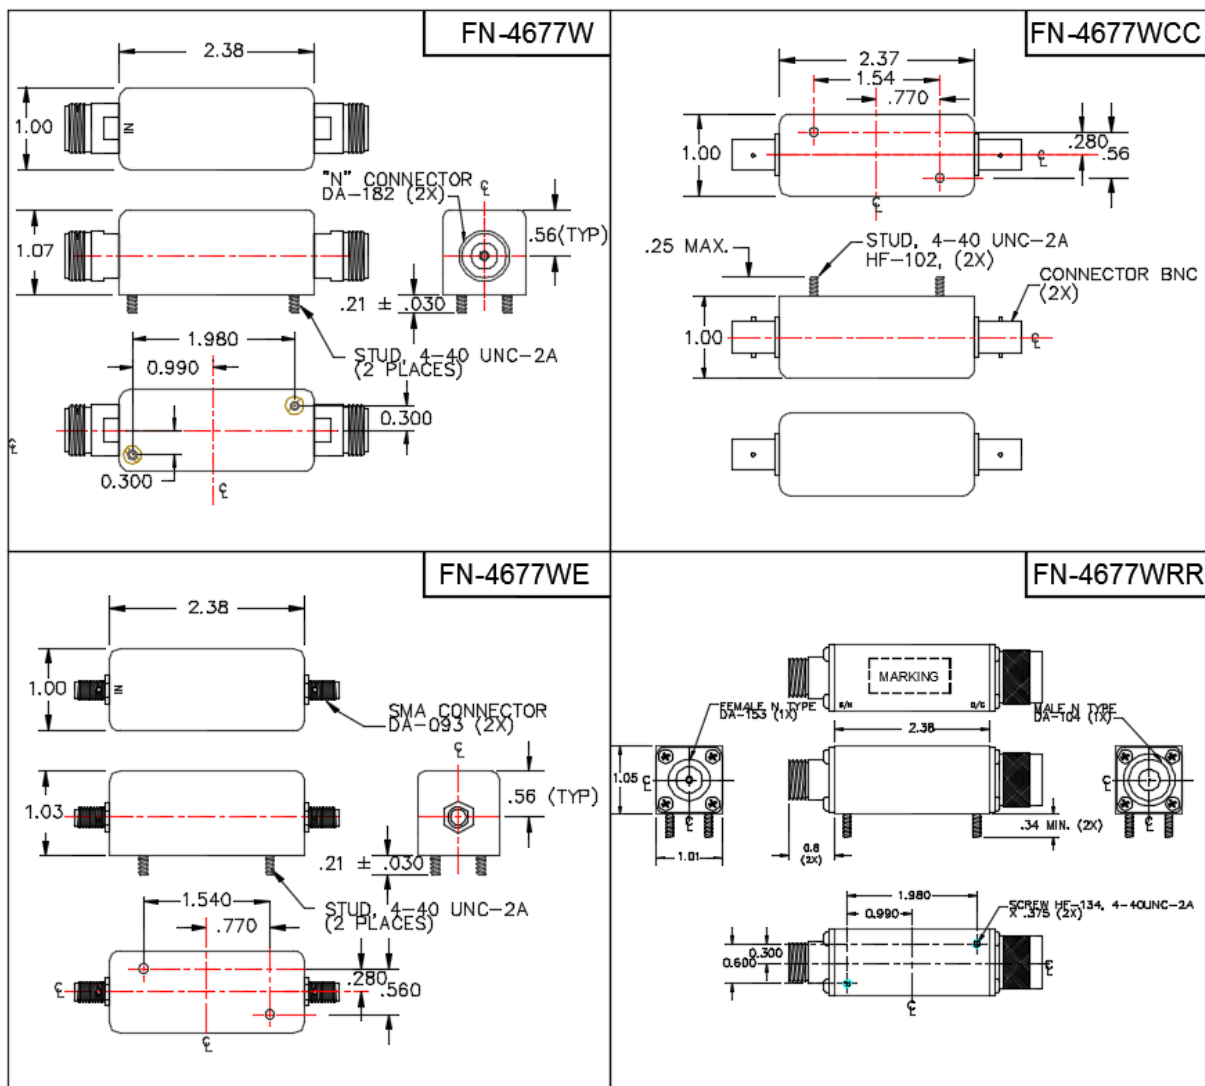 FN-4677W
2.38
1.00
IN
"N" CONNECTOR
DA-182 (2X)
℄
1.07
.56(TYP)
.21 ± .030
1.980
STUD, 4-40 UNC-2A
(2 PLACES)
0.990
0.300
℄
0.300
℄
FN-4677WCC
2.37
1.54
.770
1.00
.280
.56
℄
℄
.25 MAX.
STUD, 4-40 UNC-2A
HF-102, (2X)
CONNECTOR BNC
(2X)
1.00
℄
FN-4677WE
2.38
1.00
IN
SMA CONNECTOR
DA-093 (2X)
℄
1.03
.56 (TYP)
.21 ± .030
1.540
STUD, 4-40 UNC-2A
(2 PLACES)
.770
.280
.560
℄
℄
FN-4677WRR
MARKING
S/N
D/C
FEMALE N TYPE
DA-153 (1X)
MALE N TYPE
DA-104 (1X)
2.38
1.05
℄
℄
℄
℄
.34 MIN. (2X)
1.01
0.8
(2X)
1.980
SCREW HF-134, 4-40UNC-2A
X .375 (2X)
0.990
0.300
0.600
℄
℄